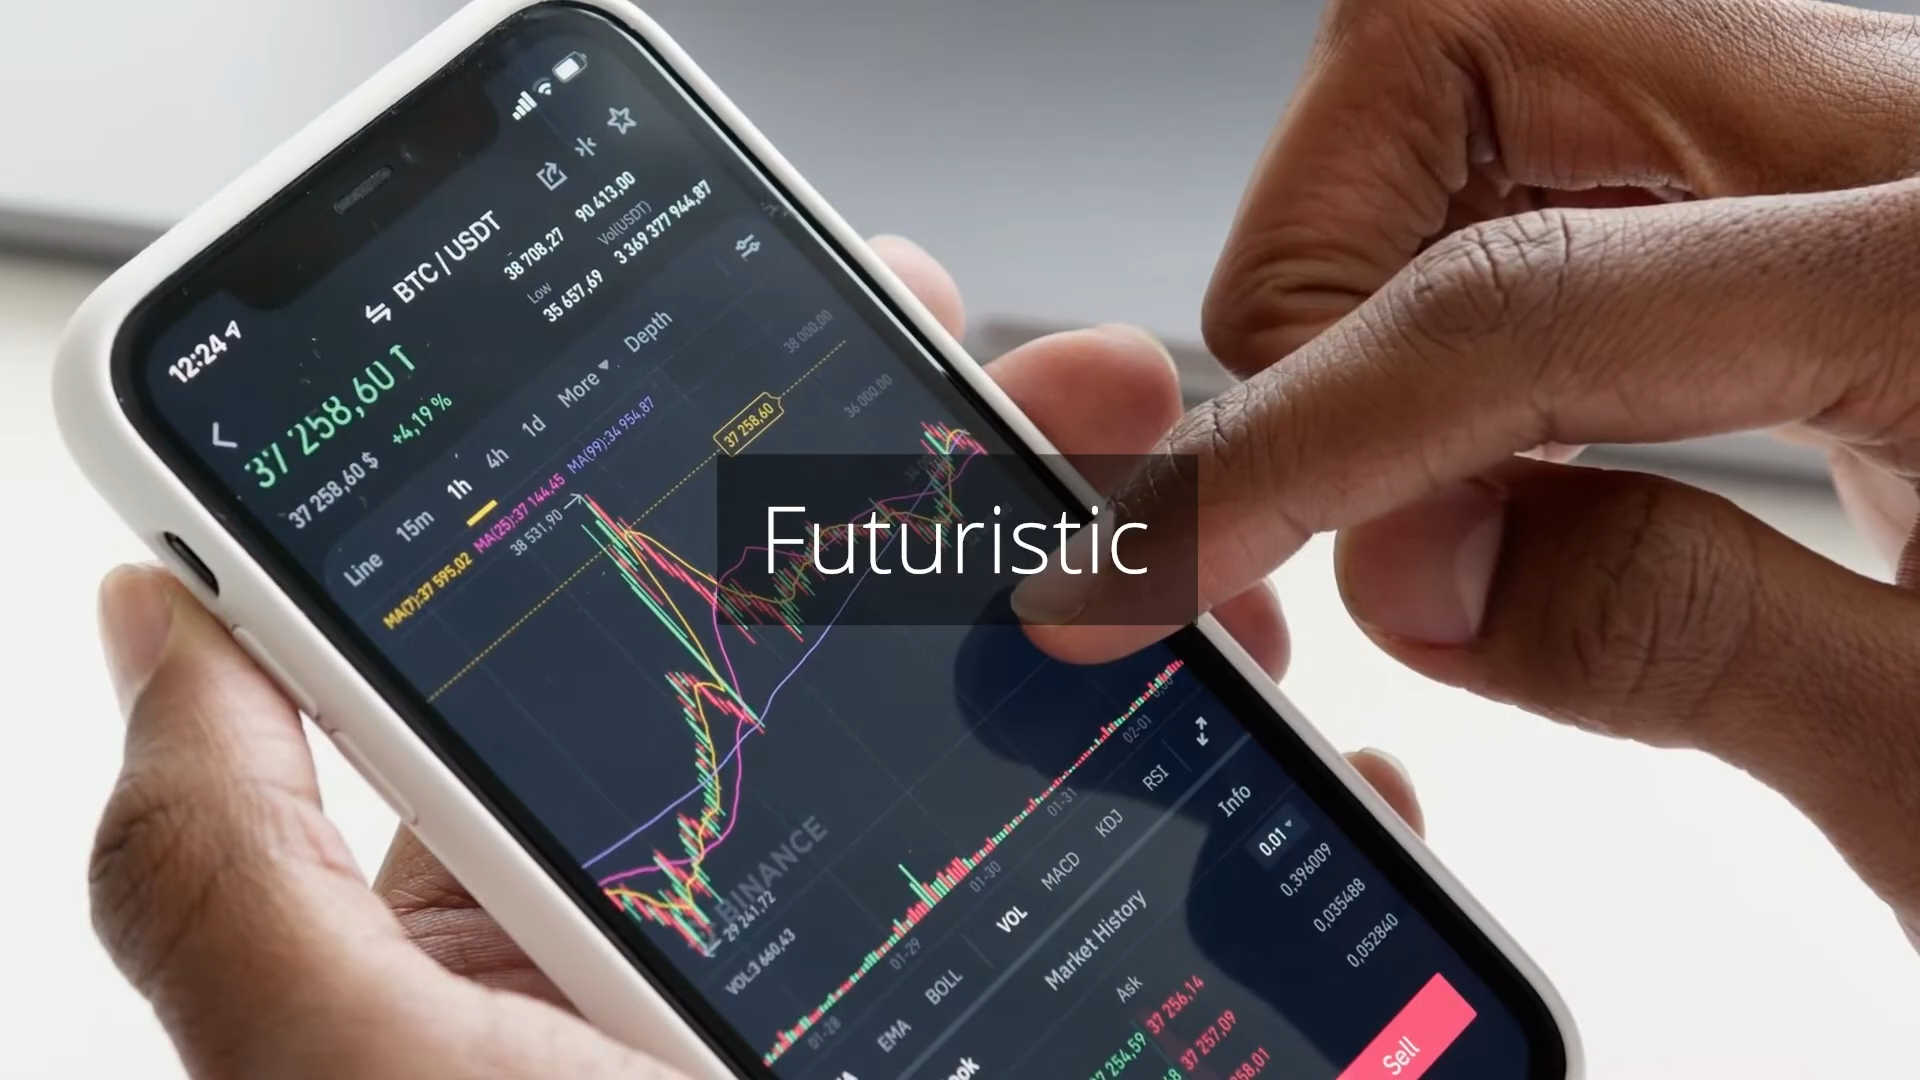 12:24
BTC / USDT
37 258,60 T
37 258,60 $ +4,19 %
38 708,27 90 413,00
Low Vol(USDT)
35 657,69 3 369 377 944,87
Line 15m 1h 4h 1d More Depth
MA(7):37 595,02 MA(25):37 144,45 MA(99):34 954,87
38 531,90
37 258,60
38 000,00
36 000,00
Futuristic
BINANCE
29 241,72
VOL:3 660,43
01-28 01-29 01-30 01-31 02-01
EMA BOLL VOL MACD KDJ RSI
Market History Info
Ask 0.01
37 256,14 0,396009
37 257,09 0,035488
0,052840
Sell